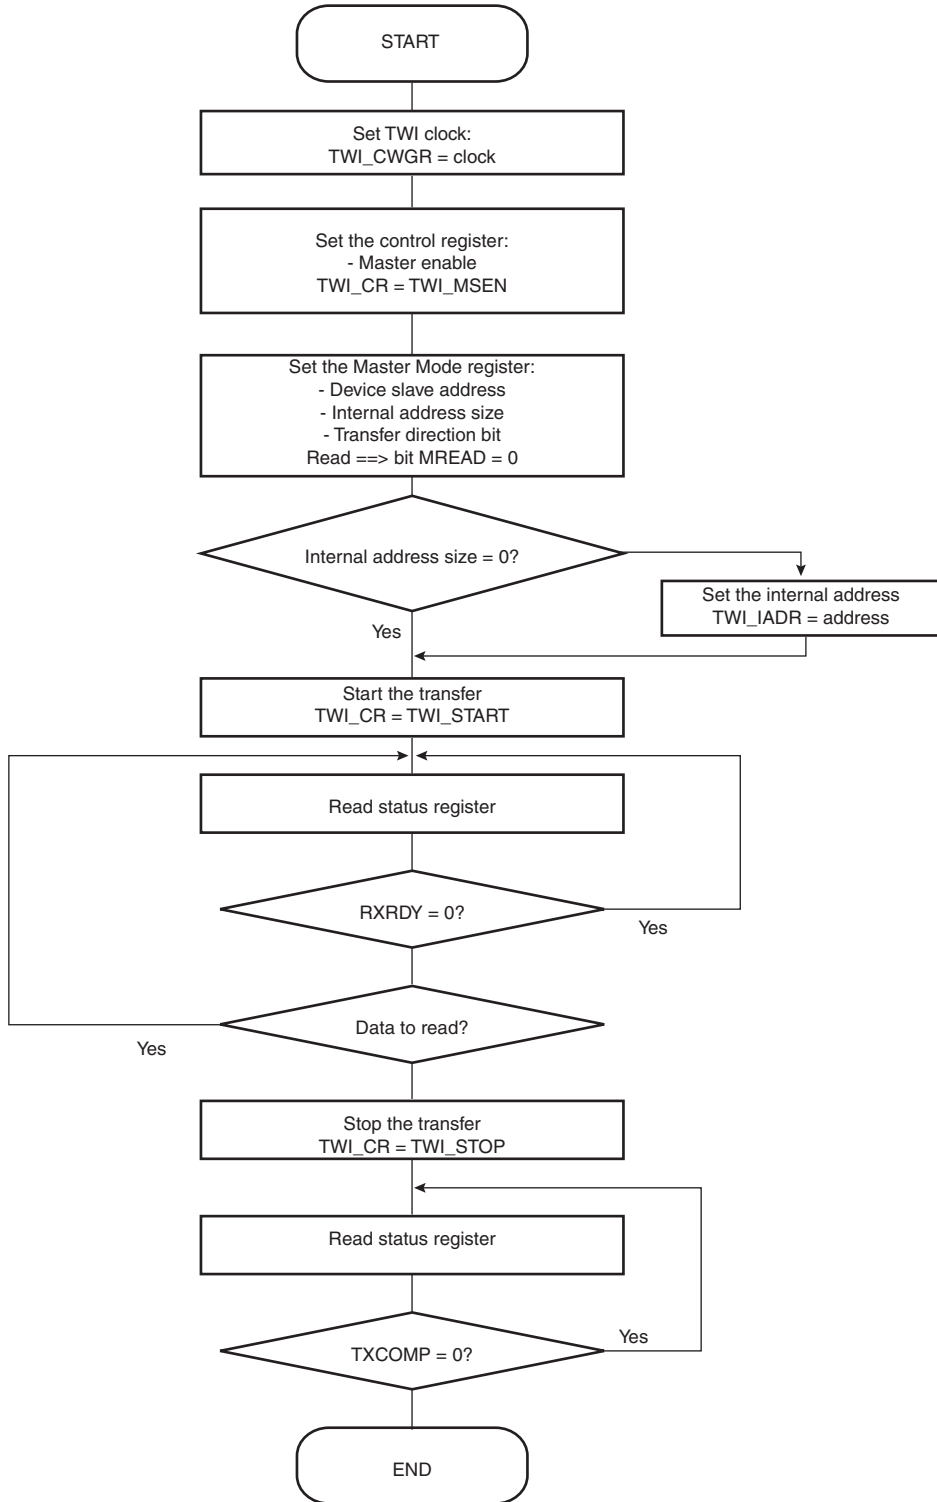 START
Set TWI clock:
TWI_CWGR = clock
Set the control register:
- Master enable
TWI_CR = TWI_MSEN
Set the Master Mode register:
- Device slave address
- Internal address size
- Transfer direction bit
Read ==> bit MREAD = 0
Internal address size = 0?
Set the internal address
TWI_IADR = address
Yes
Start the transfer
TWI_CR = TWI_START
Read status register
RXRDY = 0?
Yes
Data to read?
Yes
Stop the transfer
TWI_CR = TWI_STOP
Read status register
Yes
TXCOMP = 0?
END